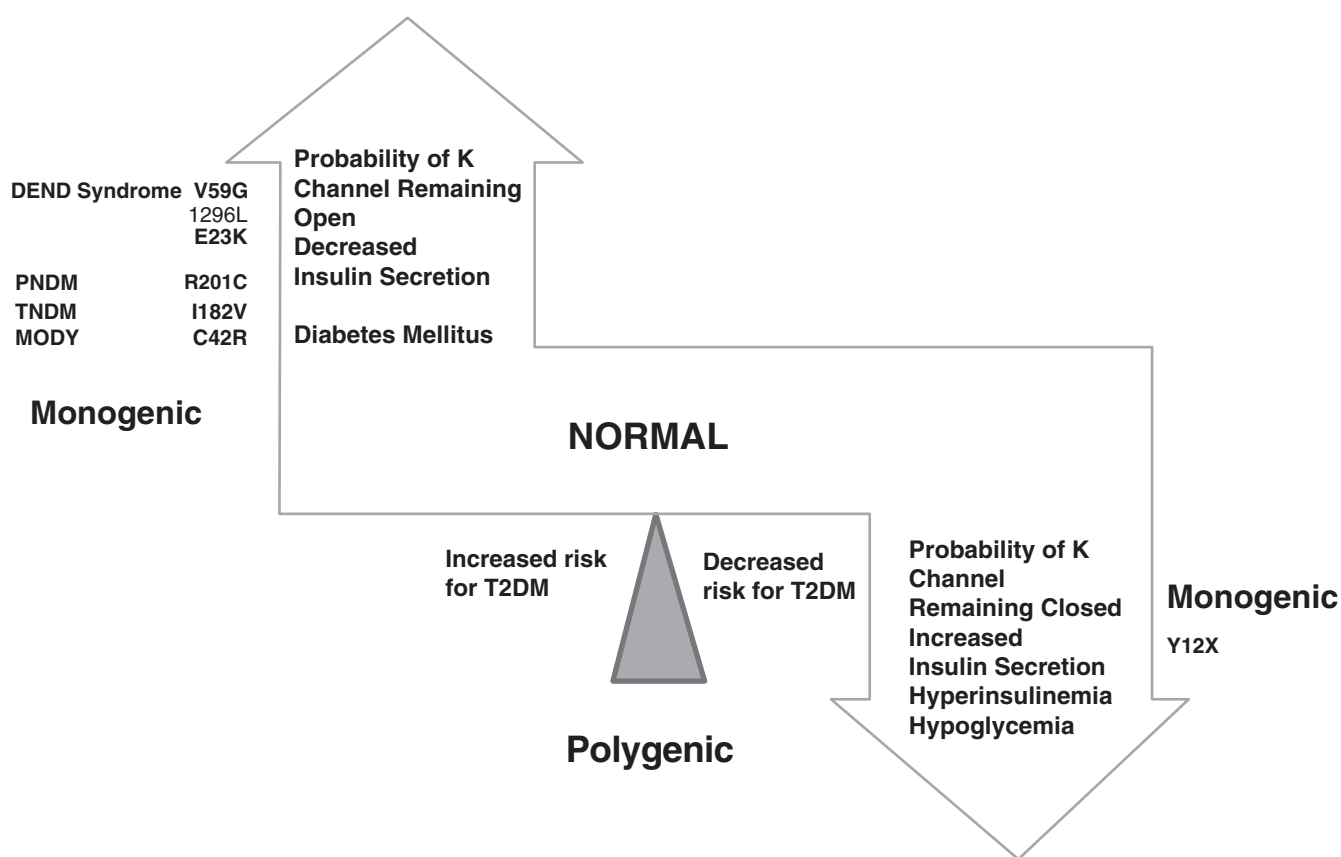 Probability of K
Channel Remaining
Open
Decreased
Insulin Secretion
Diabetes Mellitus
DEND Syndrome V59G
1296L
E23K
PNDM R201C
TNDM I182V
MODY C42R
Monogenic
NORMAL
Increased risk
for T2DM
Decreased
risk for T2DM
Polygenic
Probability of K
Channel
Remaining Closed
Increased
Insulin Secretion
Hyperinsulinemia
Hypoglycemia
Monogenic
Y12X